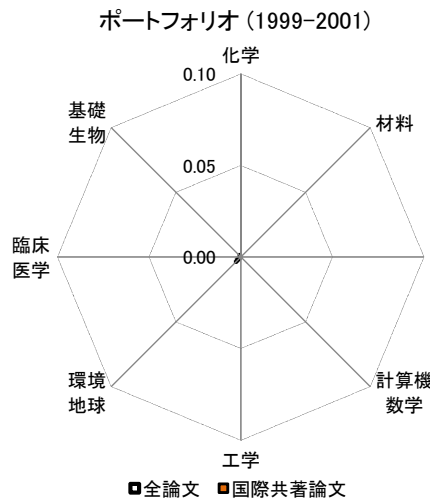 ポートフォリオ (1999-2001)
化学
0.10
基礎
生物
材料
0.05
臨床
医学
0.00
環境
地球
計算機
数学
工学
全論文 国際共著論文